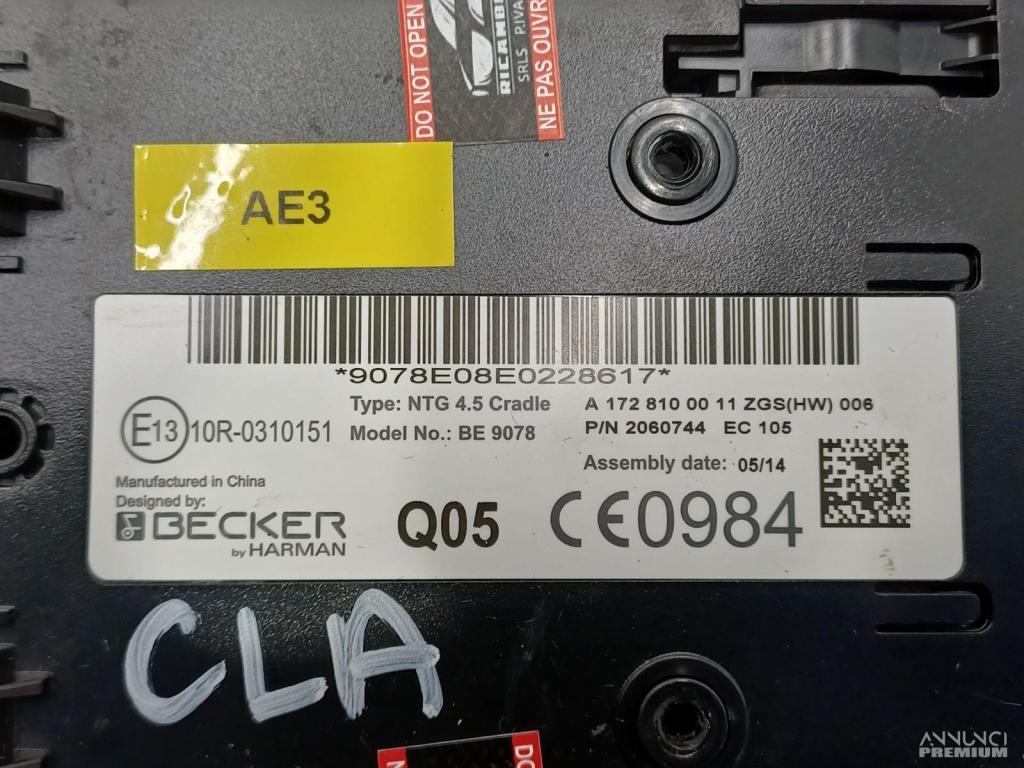 DO NOT OPEN
RICAMBI
SRLS P.IVA
NE PAS OUVR
AE3
*9078E08E0228617*
Type: NTG 4.5 Cradle
A 172 810 00 11 ZGS(HW) 006
E13 10R-0310151
Model No.: BE 9078
P/N 2060744 EC 105
Assembly date: 05/14
Manufactured in China
Designed by:
BECKER
by HARMAN
Q05
CE0984
CLA
N
DO
ANNUNCI
PREMIUM